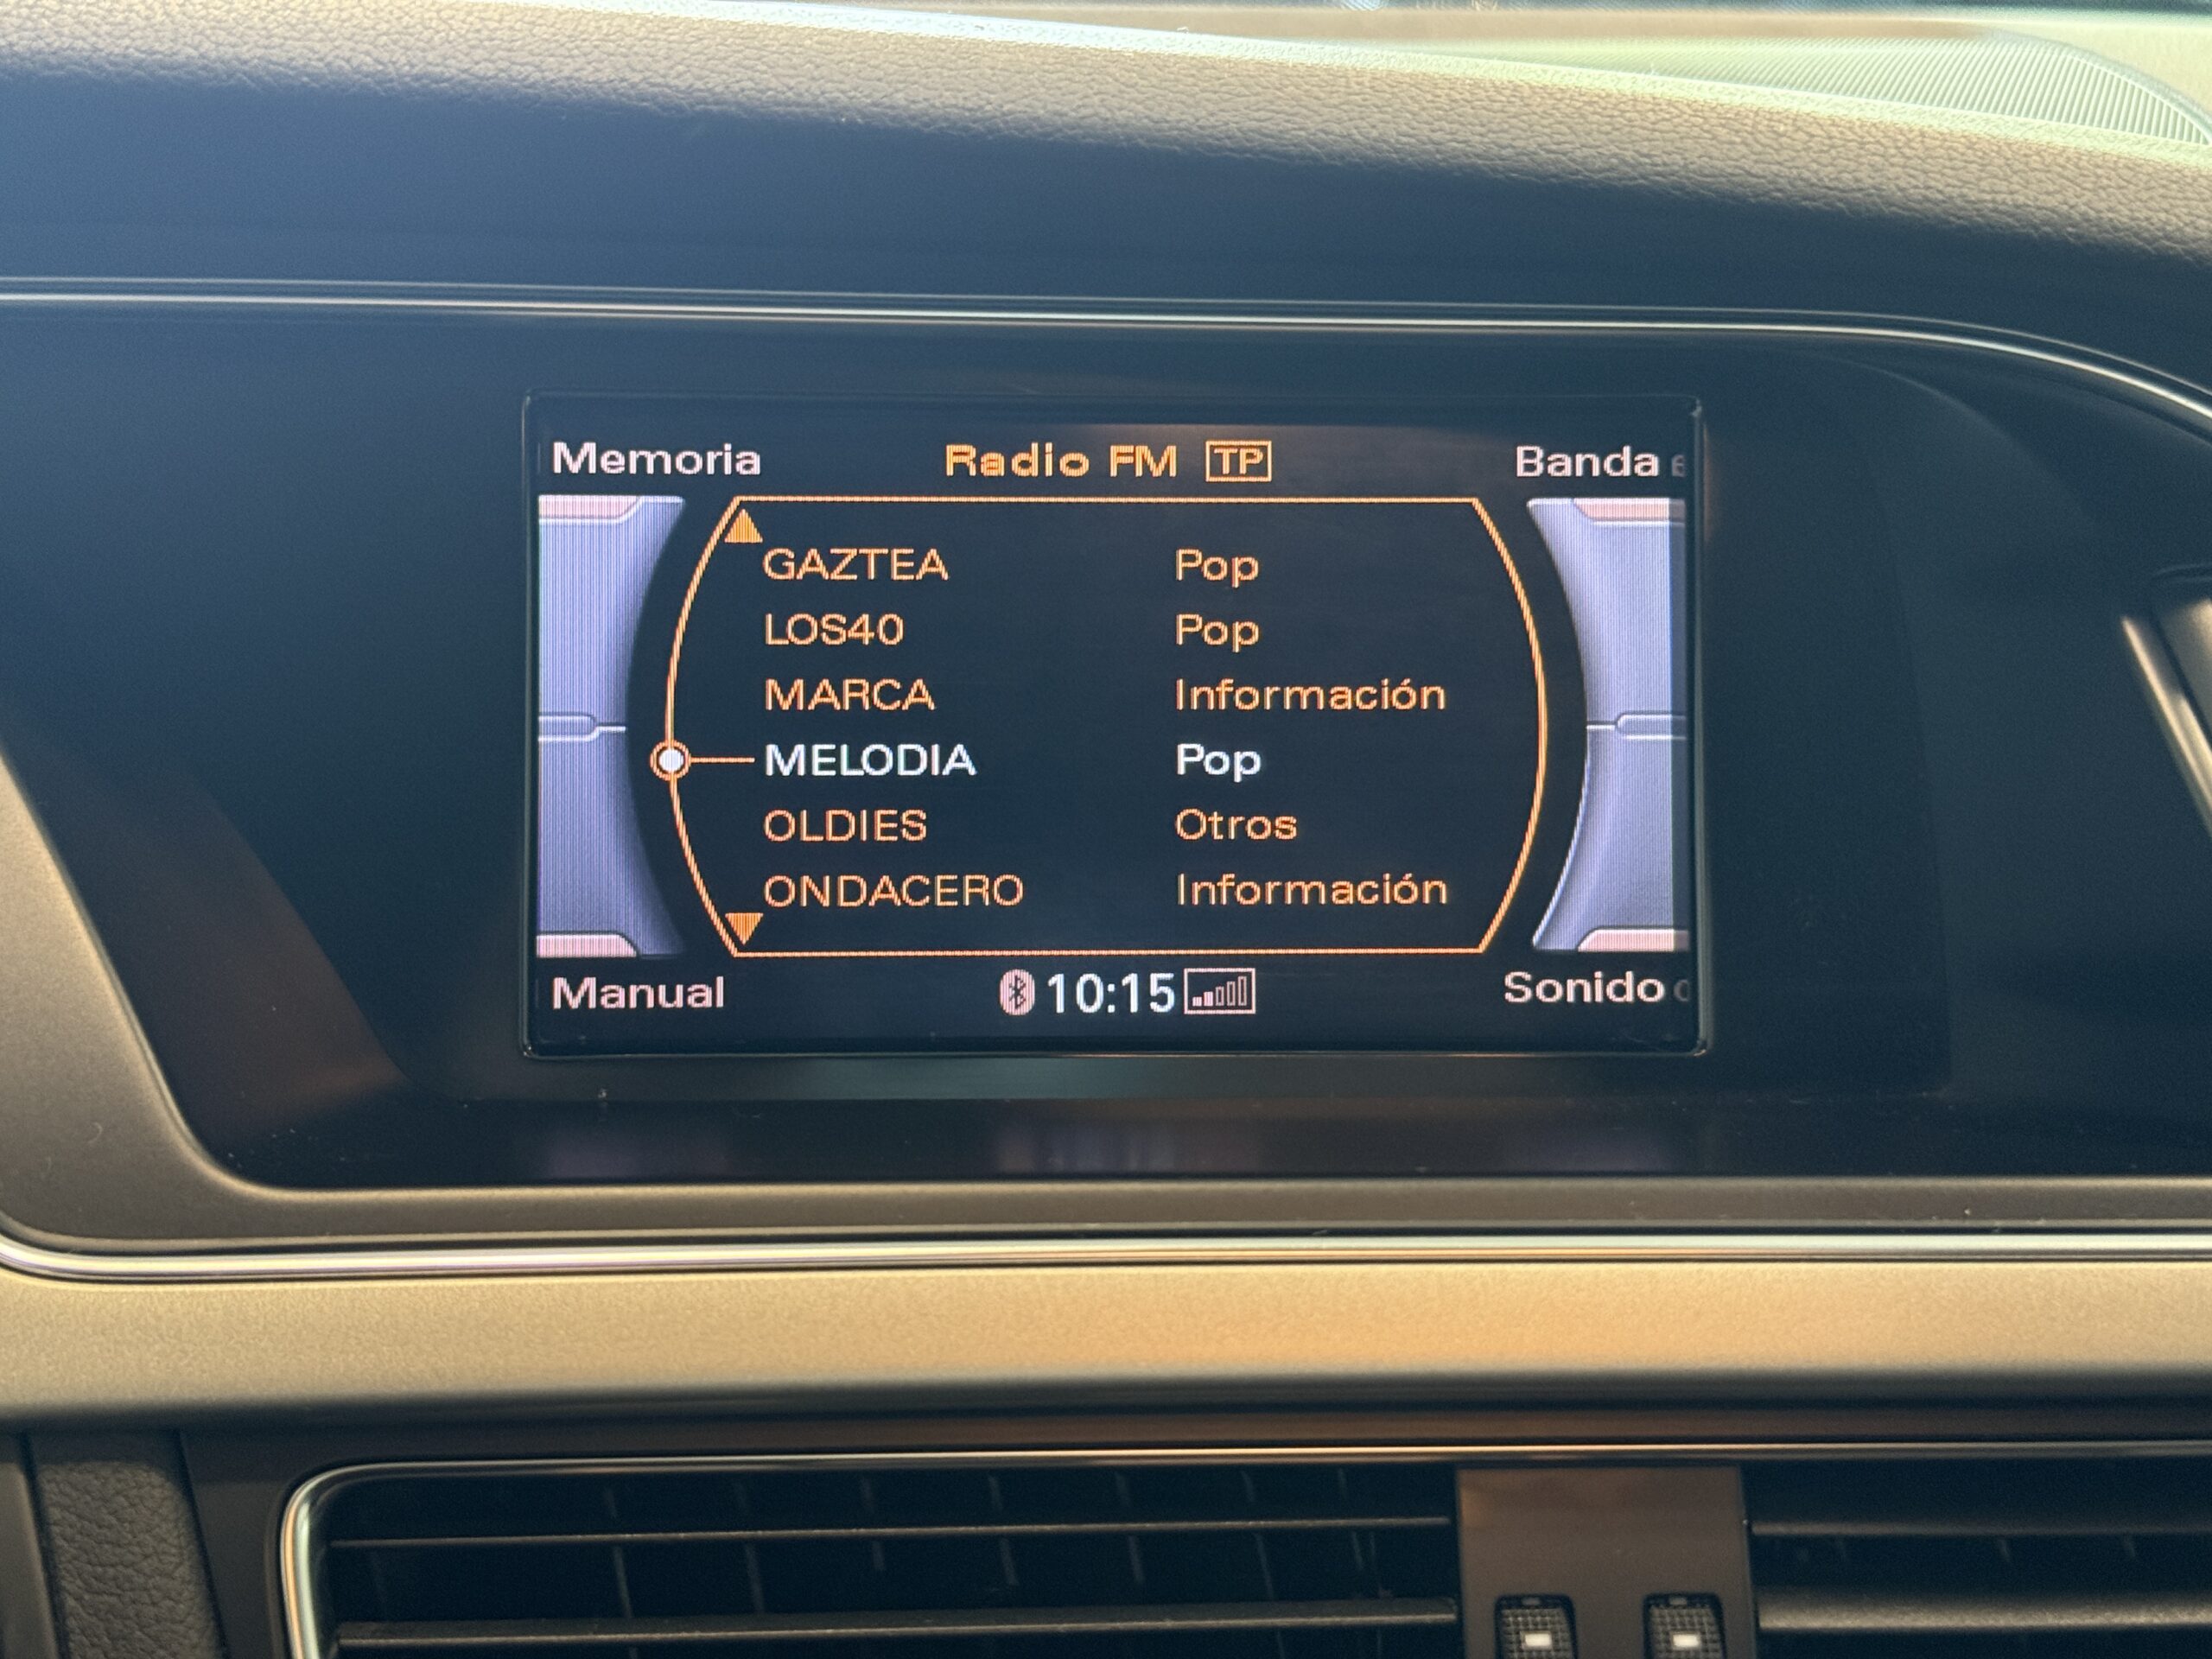 Memoria Radio FM TP Banda
GAZTEA Pop
LOS40 Pop
MARCA Información
MELODIA Pop
OLDIES Otros
ONDACERO Información
Manual 10:15 Sonido